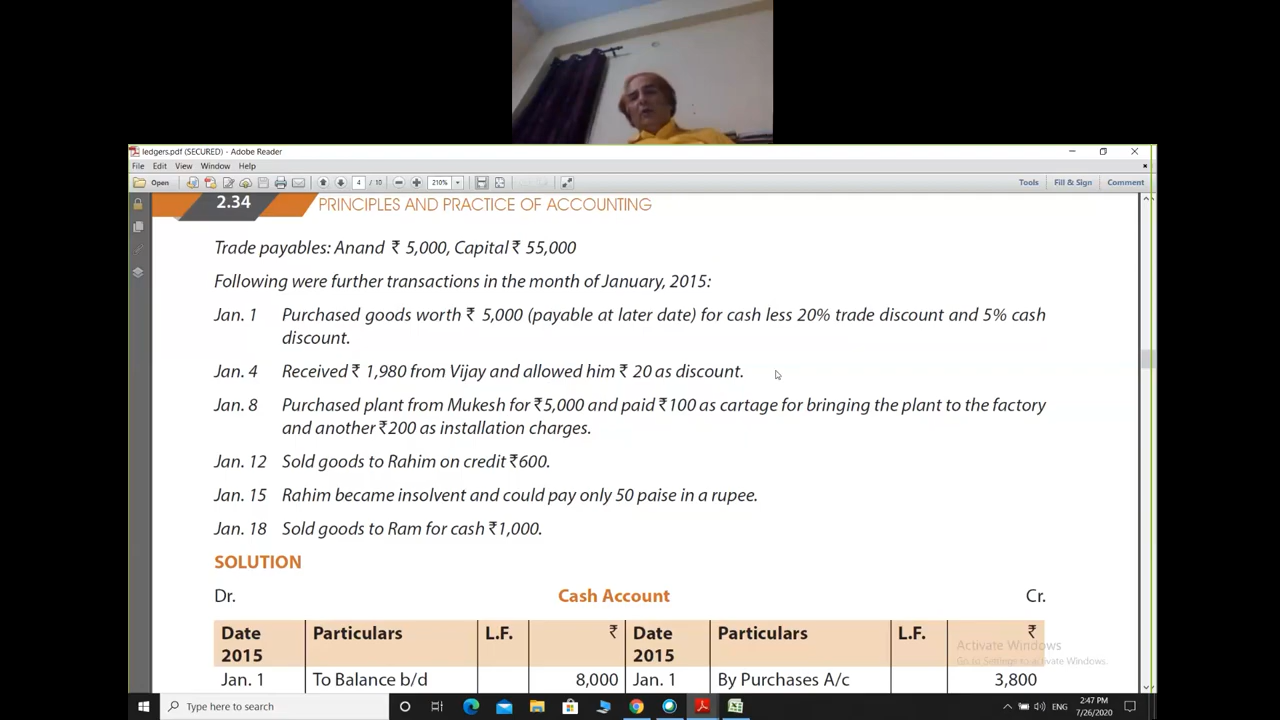 ledgers.pdf (SECURED) - Adobe Reader
File Edit View Window Help
Open 4 / 10 210% Tools Fill & Sign Comment
2.34 PRINCIPLES AND PRACTICE OF ACCOUNTING
Trade payables: Anand ₹ 5,000, Capital ₹ 55,000
Following were further transactions in the month of January, 2015:
Jan. 1 Purchased goods worth ₹ 5,000 (payable at later date) for cash less 20% trade discount and 5% cash
discount.
Jan. 4 Received ₹ 1,980 from Vijay and allowed him ₹ 20 as discount.
Jan. 8 Purchased plant from Mukesh for ₹5,000 and paid ₹100 as cartage for bringing the plant to the factory
and another ₹200 as installation charges.
Jan. 12 Sold goods to Rahim on credit ₹600.
Jan. 15 Rahim became insolvent and could pay only 50 paise in a rupee.
Jan. 18 Sold goods to Ram for cash ₹1,000.
SOLUTION
Dr. Cash Account Cr.
Date Particulars L.F. ₹ Date Particulars L.F. ₹
2015 2015
Activate Windows
Go to Settings to activate Windows.
Jan. 1 To Balance b/d 8,000 Jan. 1 By Purchases A/c 3,800
Type here to search ENG 2:47 PM
7/26/2020